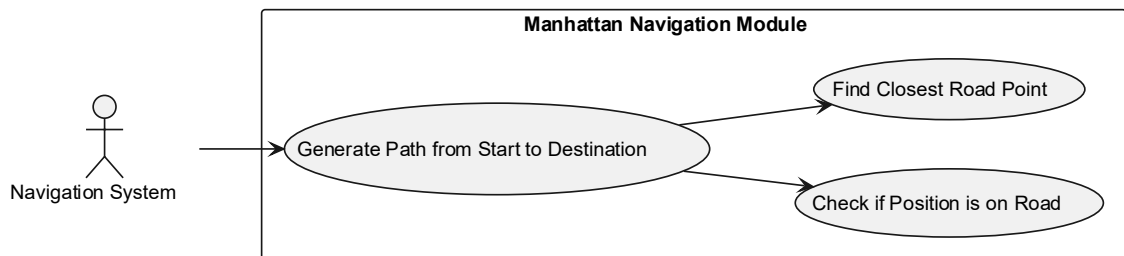 Manhattan Navigation Module
Find Closest Road Point
Generate Path from Start to Destination
Navigation System
Check if Position is on Road